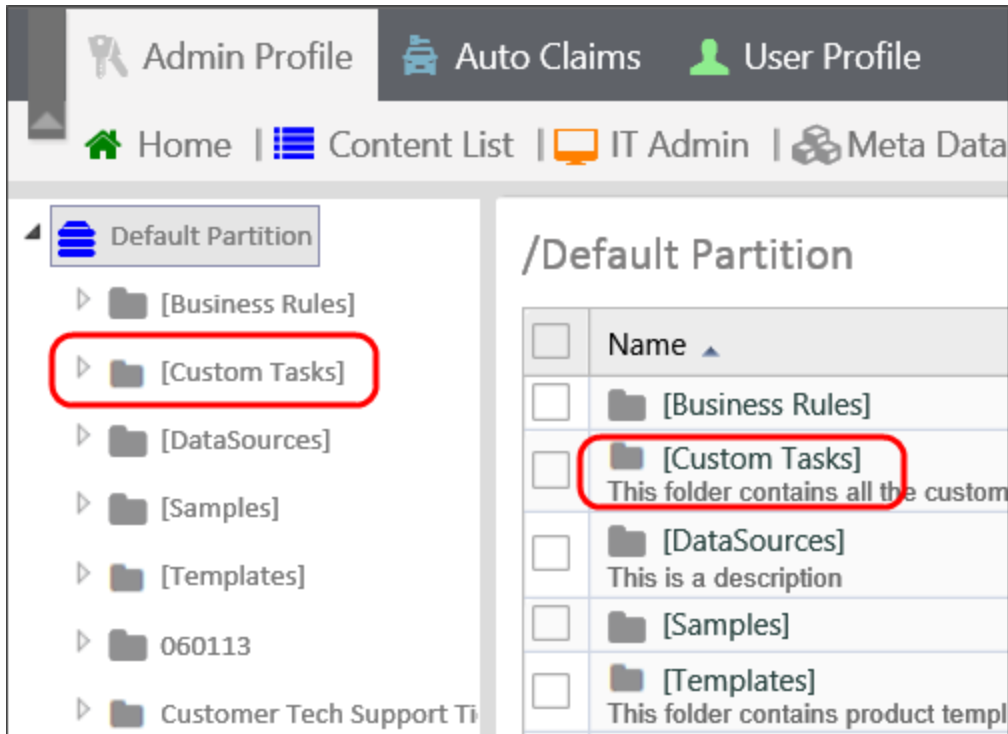 Admin Profile Auto Claims User Profile
Home | Content List | IT Admin | Meta Data
Default Partition
[Business Rules]
[Custom Tasks]
[DataSources]
[Samples]
[Templates]
060113
Customer Tech Support Ti
/Default Partition
Name
[Business Rules]
[Custom Tasks]
This folder contains all the custom
[DataSources]
This is a description
[Samples]
[Templates]
This folder contains product templ